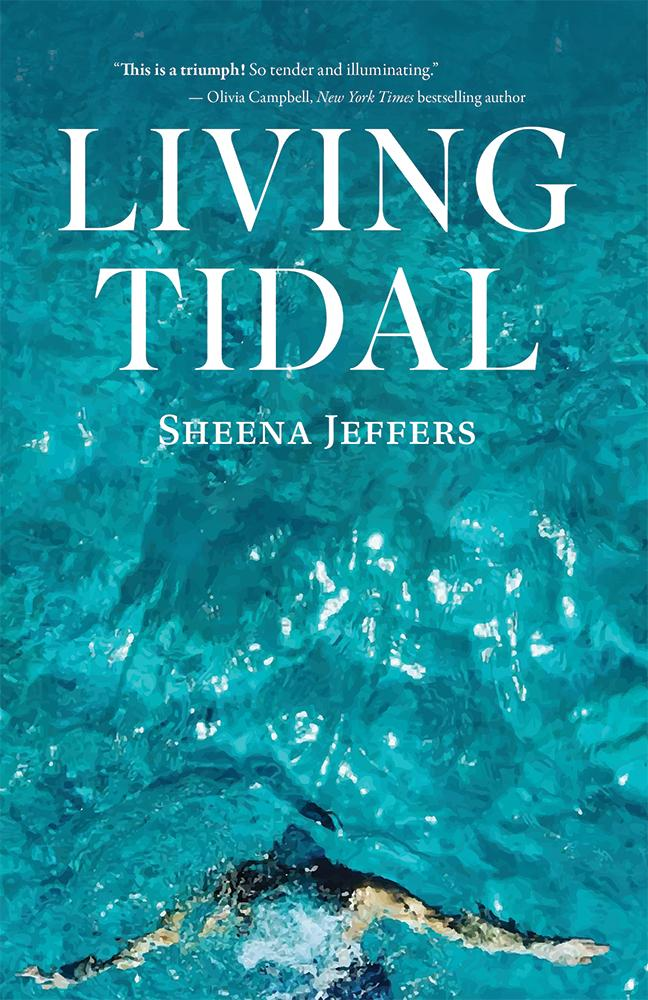 “This is a triumph! So tender and illuminating.”
— Olivia Campbell, New York Times bestselling author
LIVING
TIDAL
SHEENA JEFFERS